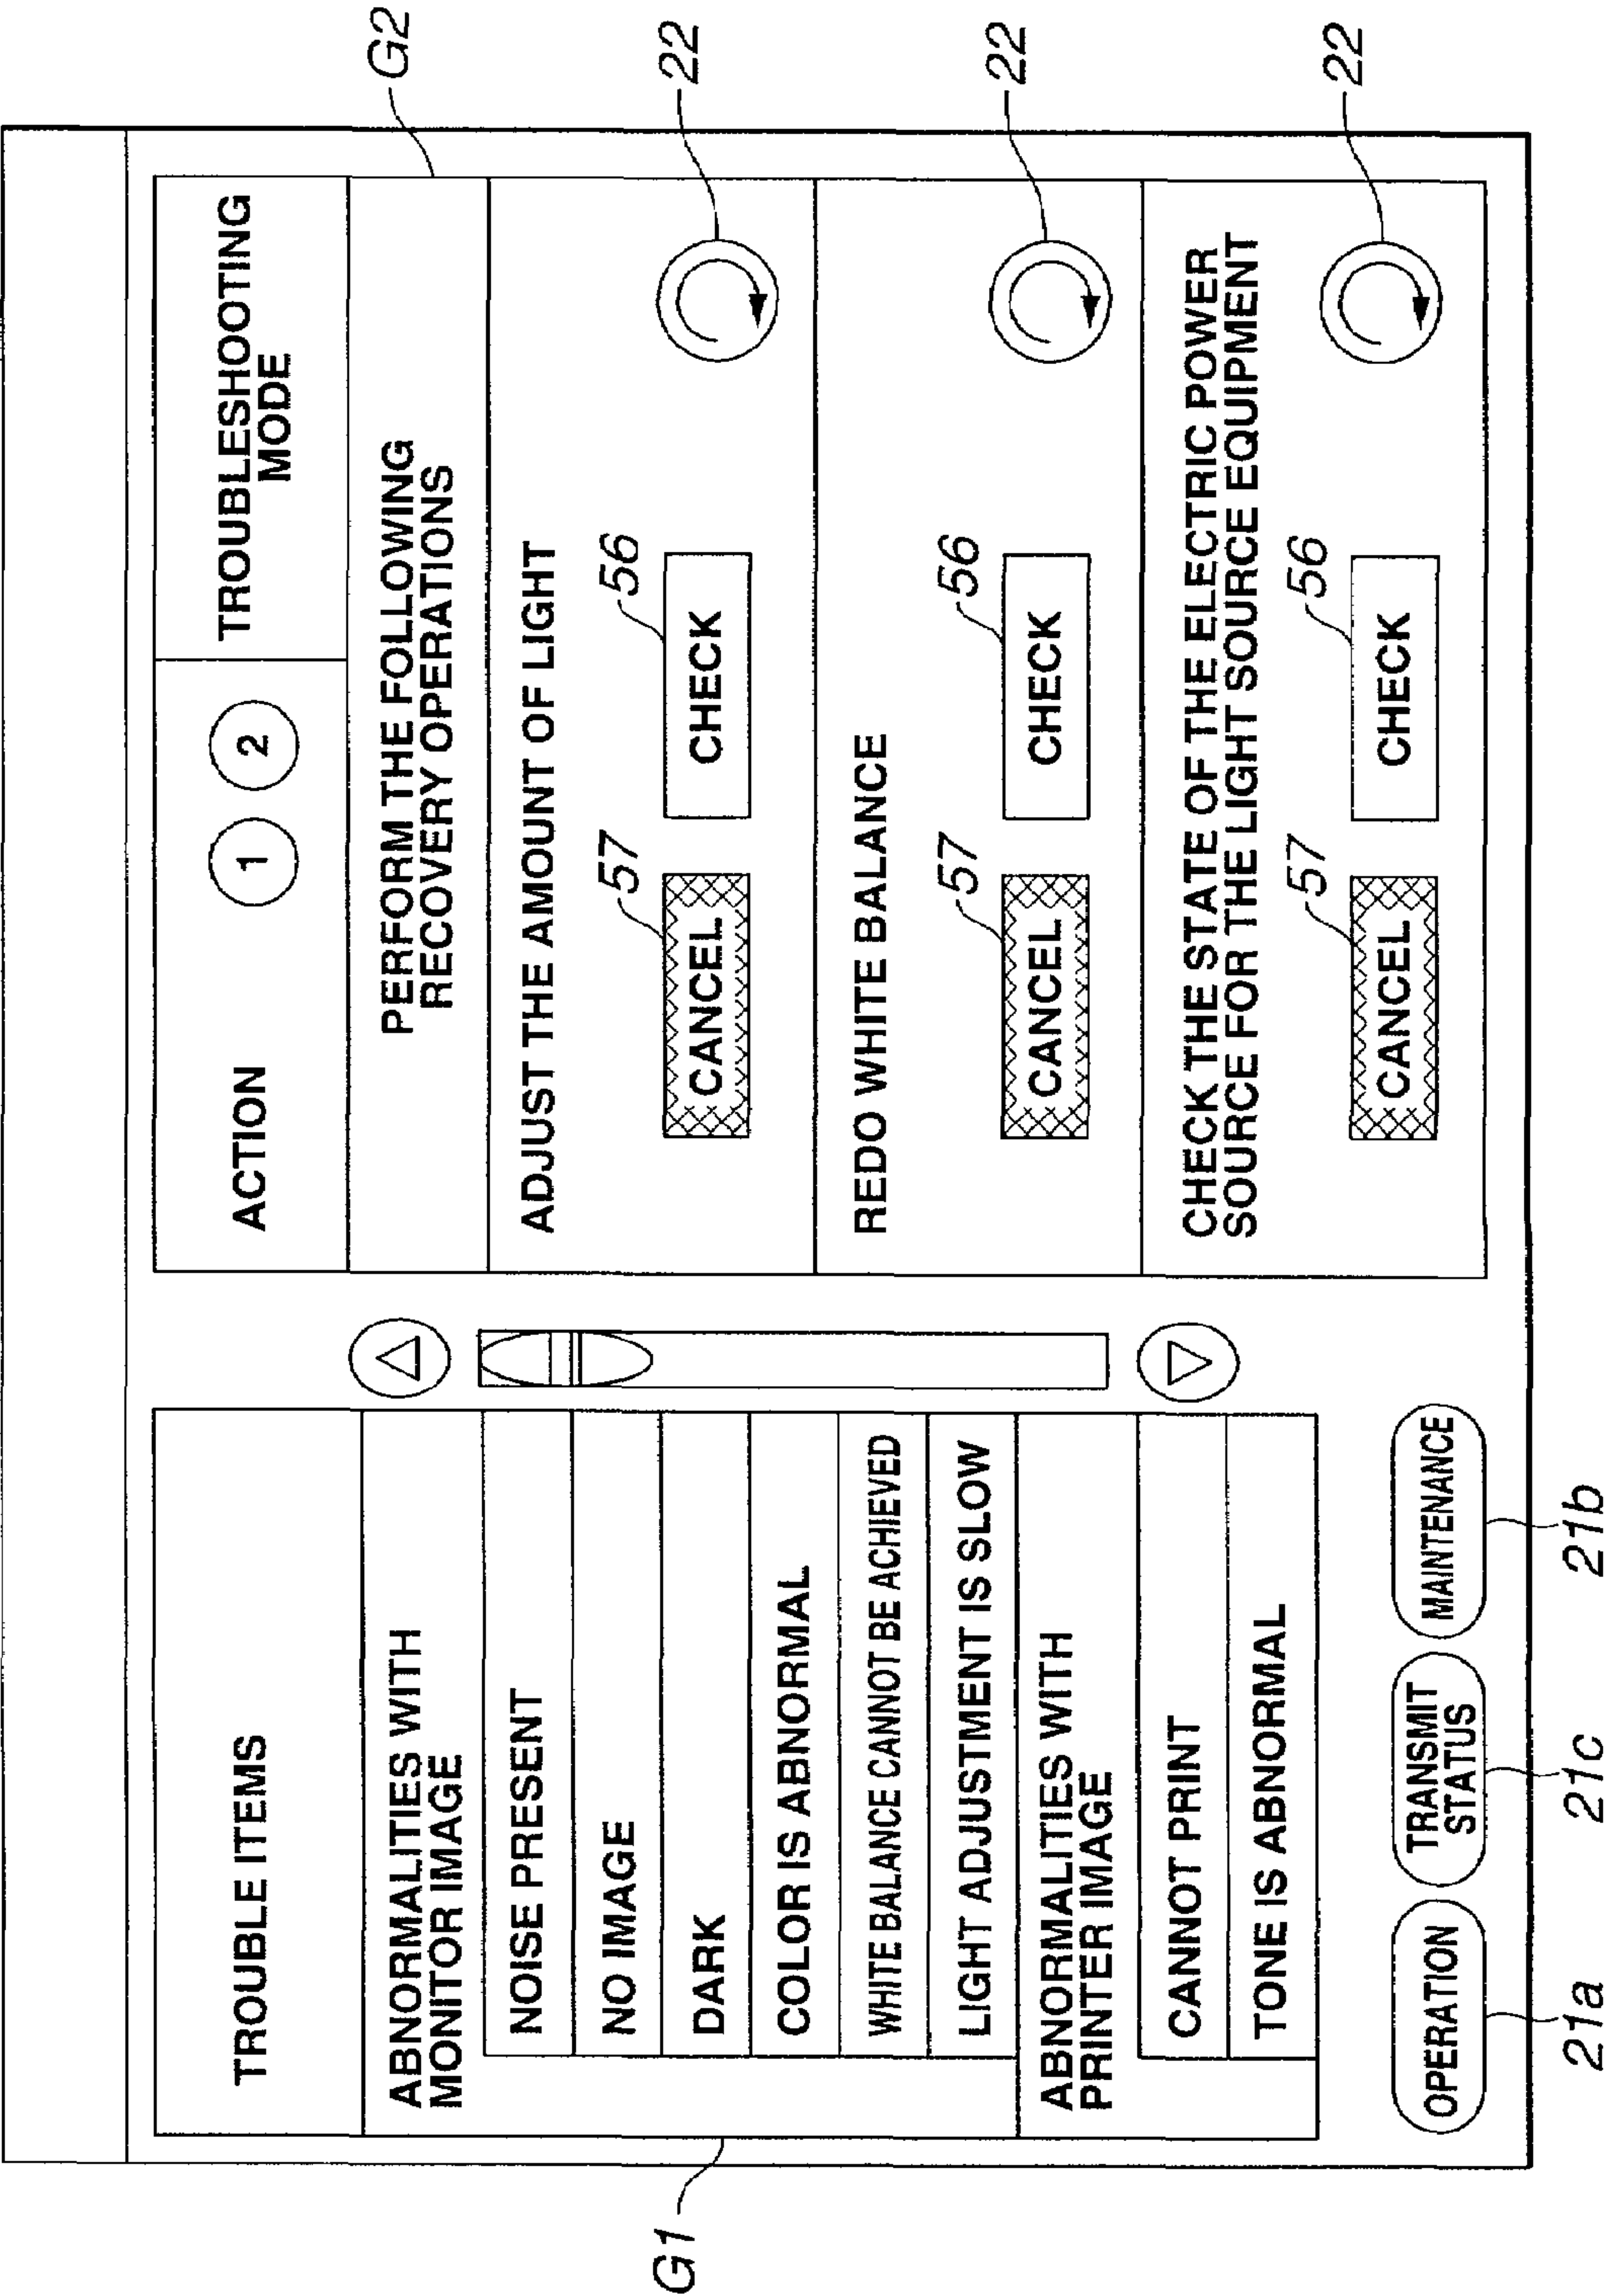 G2
TROUBLE ITEMS
ABNORMALITIES WITH
MONITOR IMAGE
NOISE PRESENT
NO IMAGE
DARK
COLOR IS ABNORMAL
WHITE BALANCE CANNOT BE ACHIEVED
LIGHT ADJUSTMENT IS SLOW
ABNORMALITIES WITH
PRINTER IMAGE
CANNOT PRINT
TONE IS ABNORMAL
G1
ACTION 1 2
TROUBLESHOOTING
MODE
PERFORM THE FOLLOWING
RECOVERY OPERATIONS
ADJUST THE AMOUNT OF LIGHT
57 56 22
CANCEL CHECK
REDO WHITE BALANCE
57 56 22
CANCEL CHECK
CHECK THE STATE OF THE ELECTRIC POWER
SOURCE FOR THE LIGHT SOURCE EQUIPMENT
57 56 22
CANCEL CHECK
OPERATION
TRANSMIT
STATUS
MAINTENANCE
21a 21c 21b